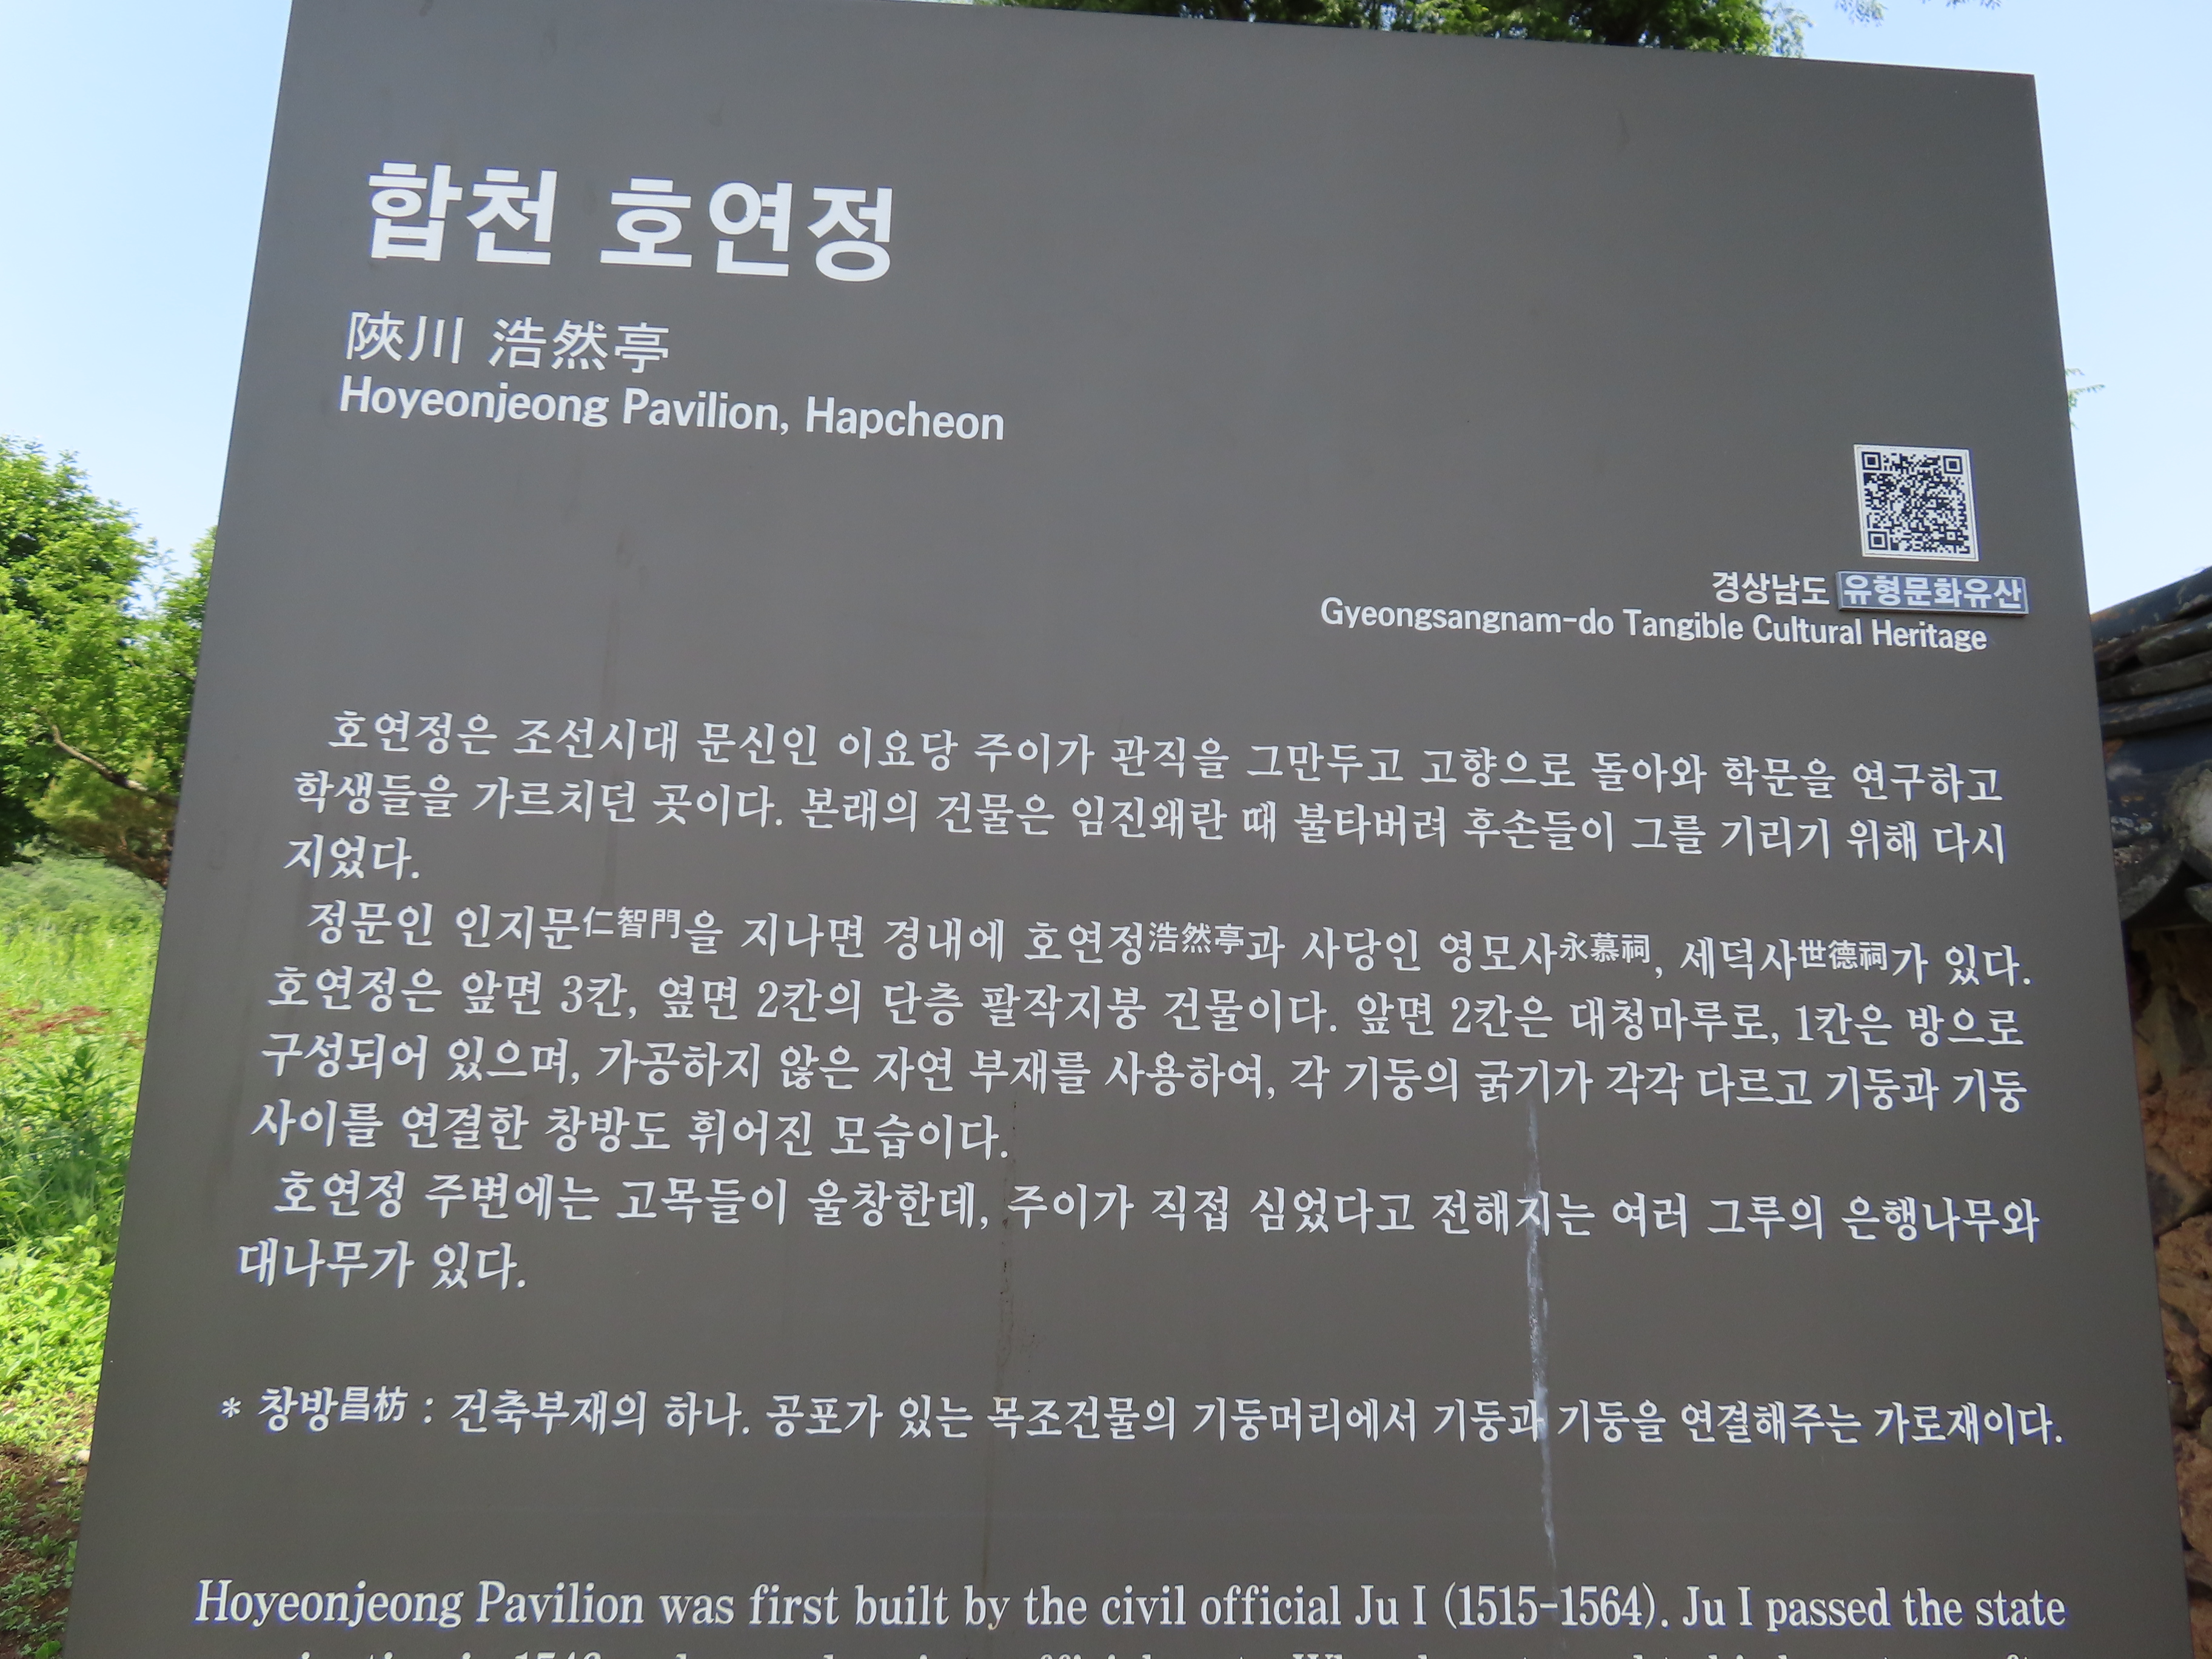 합천 호연정
陜川 浩然亭
Hoyeonjeong Pavilion, Hapcheon
경상남도 유형문화유산
Gyeongsangnam-do Tangible Cultural Heritage
호연정은 조선시대 문신인 이요당 주이가 관직을 그만두고 고향으로 돌아와 학문을 연구하고
학생들을 가르치던 곳이다. 본래의 건물은 임진왜란 때 불타버려 후손들이 그를 기리기 위해 다시
지었다.
정문인 인지문仁智門을 지나면 경내에 호연정浩然亭과 사당인 영모사永慕祠, 세덕사世德祠가 있다.
호연정은 앞면 3칸, 옆면 2칸의 단층 팔작지붕 건물이다. 앞면 2칸은 대청마루로, 1칸은 방으로
구성되어 있으며, 가공하지 않은 자연 부재를 사용하여, 각 기둥의 굵기가 각각 다르고 기둥과 기둥
사이를 연결한 창방도 휘어진 모습이다.
호연정 주변에는 고목들이 울창한데, 주이가 직접 심었다고 전해지는 여러 그루의 은행나무와
대나무가 있다.
* 창방昌枋 : 건축부재의 하나. 공포가 있는 목조건물의 기둥머리에서 기둥과 기둥을 연결해주는 가로재이다.
Hoyeonjeong Pavilion was first built by the civil official Ju I (1515-1564). Ju I passed the state